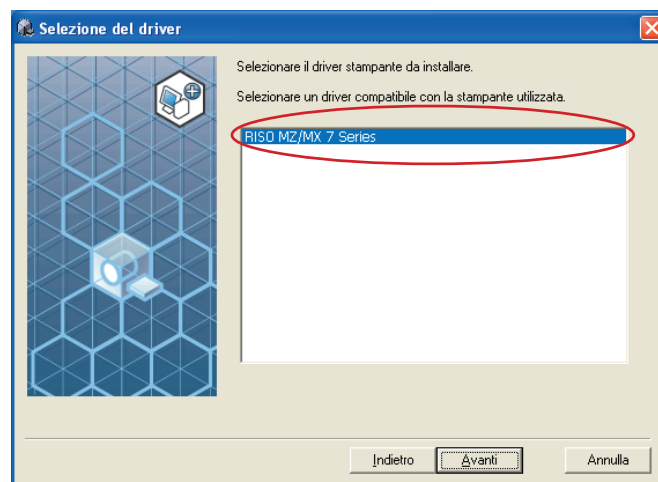 Selezione del driver
Selezionare il driver stampante da installare.
Selezionare un driver compatibile con la stampante utilizzata.
RISO MZ/MX 7 Series
Indietro
Avanti
Annulla